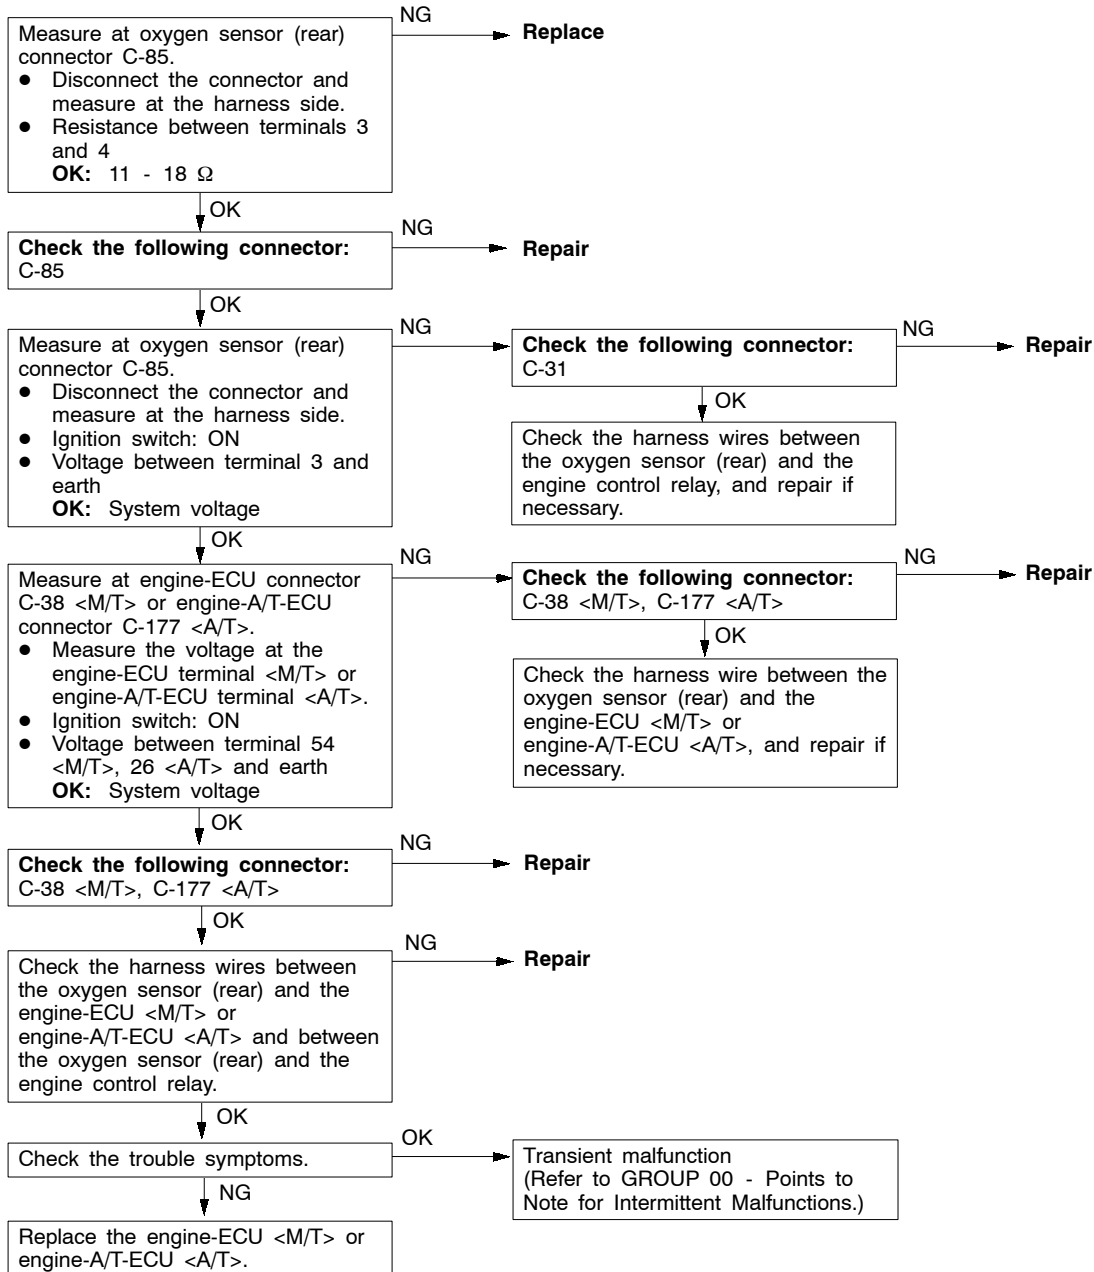 Measure at oxygen sensor (rear)
connector C-85.
● Disconnect the connector and
measure at the harness side.
● Resistance between terminals 3
and 4
OK: 11 - 18 Ω
NG
Replace
OK
Check the following connector:
C-85
NG
Repair
OK
Measure at oxygen sensor (rear)
connector C-85.
● Disconnect the connector and
measure at the harness side.
● Ignition switch: ON
● Voltage between terminal 3 and
earth
OK: System voltage
NG
Check the following connector:
C-31
NG
Repair
OK
Check the harness wires between
the oxygen sensor (rear) and the
engine control relay, and repair if
necessary.
OK
Measure at engine-ECU connector
C-38 <M/T> or engine-A/T-ECU
connector C-177 <A/T>.
● Measure the voltage at the
engine-ECU terminal <M/T> or
engine-A/T-ECU terminal <A/T>.
● Ignition switch: ON
● Voltage between terminal 54
<M/T>, 26 <A/T> and earth
OK: System voltage
NG
Check the following connector:
C-38 <M/T>, C-177 <A/T>
NG
Repair
OK
Check the harness wire between the
oxygen sensor (rear) and the
engine-ECU <M/T> or
engine-A/T-ECU <A/T>, and repair if
necessary.
OK
Check the following connector:
C-38 <M/T>, C-177 <A/T>
NG
Repair
OK
Check the harness wires between
the oxygen sensor (rear) and the
engine-ECU <M/T> or
engine-A/T-ECU <A/T> and between
the oxygen sensor (rear) and the
engine control relay.
NG
Repair
OK
Check the trouble symptoms.
OK
Transient malfunction
(Refer to GROUP 00 - Points to
Note for Intermittent Malfunctions.)
NG
Replace the engine-ECU <M/T> or
engine-A/T-ECU <A/T>.